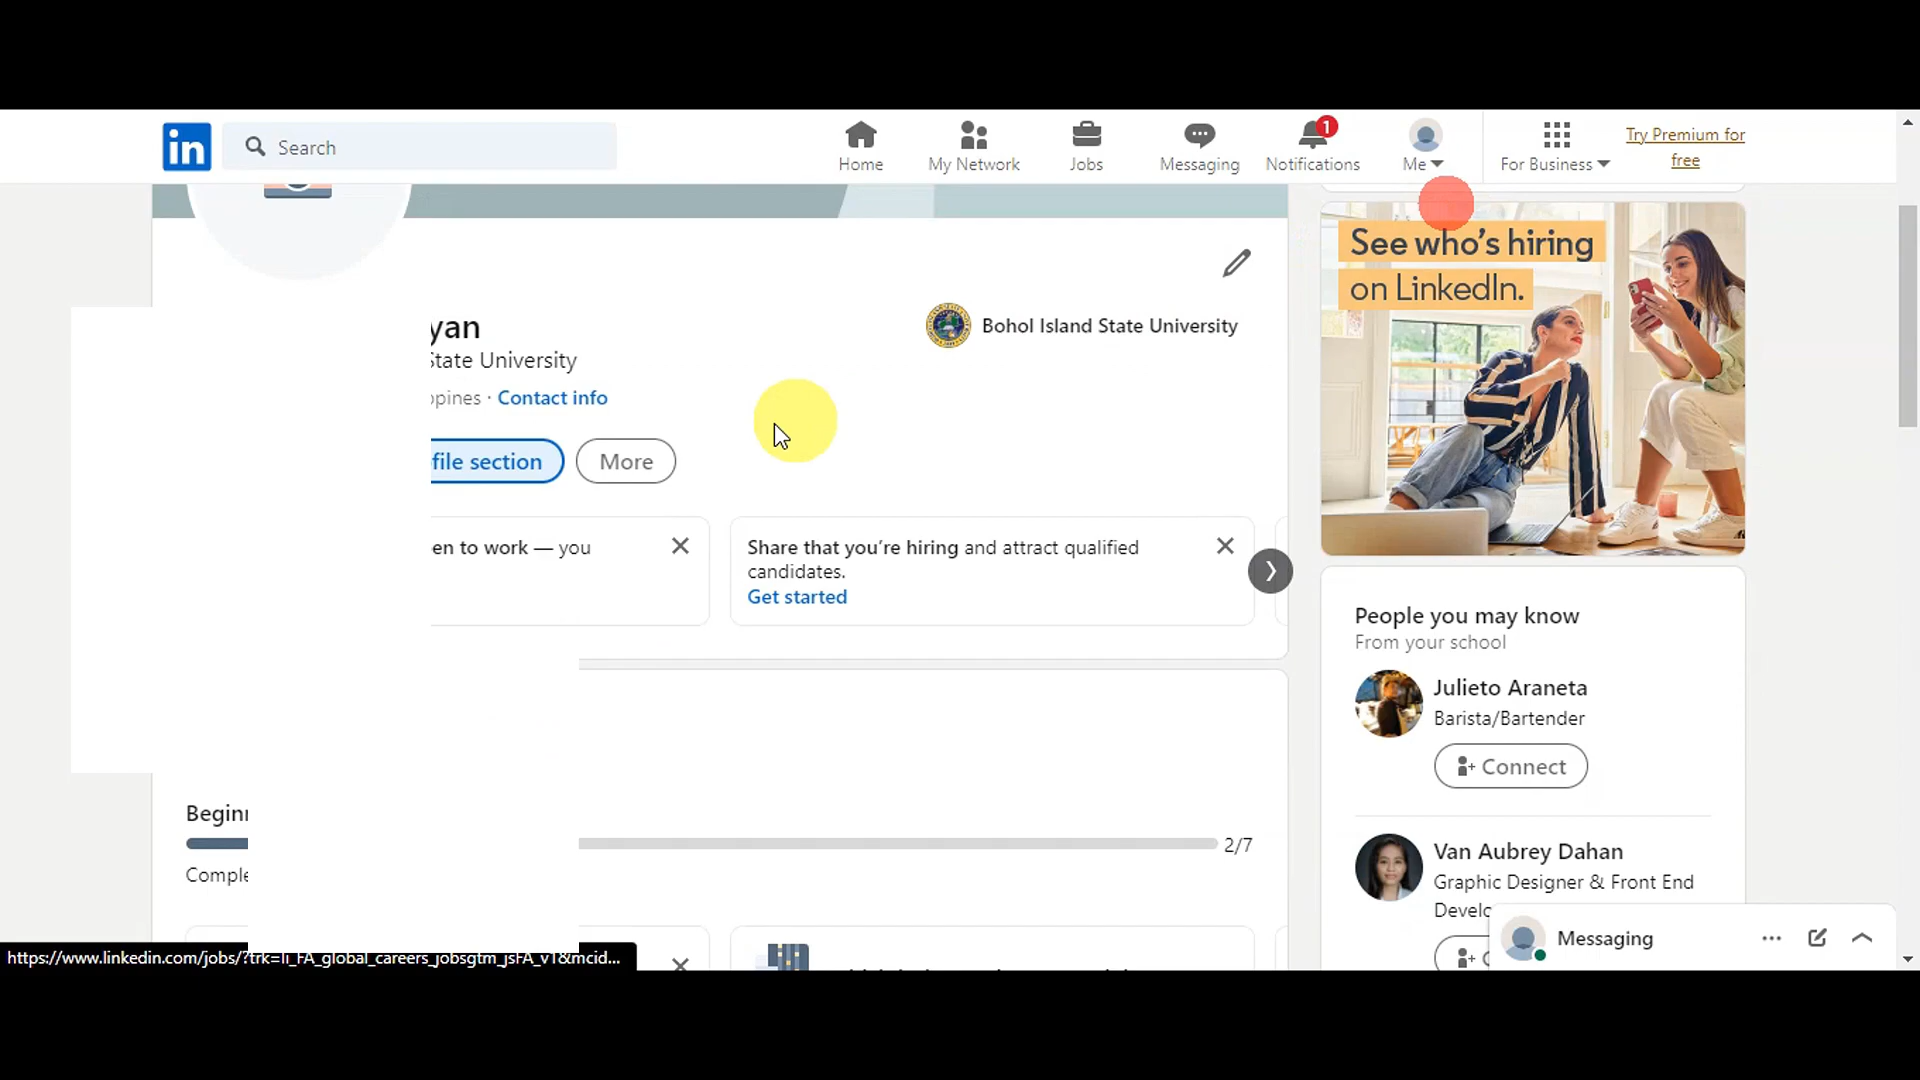 in
Search
Home
My Network
Jobs
Messaging
1
Notifications
Me
For Business
Try Premium for
free
See who's hiring
on LinkedIn.
yan
State University
Contact info
Bohol Island State University
file section
More
en to work — you
Share that you're hiring and attract qualified
candidates.
Get started
People you may know
From your school
Julieto Araneta
Barista/Bartender
Connect
Van Aubrey Dahan
Graphic Designer & Front End
Develo
Beginn
2/7
Comple
Messaging
https://www.linkedin.com/jobs/?trk=li_FA_global_careers_jobsgtm_jsFA_v1&mcid...